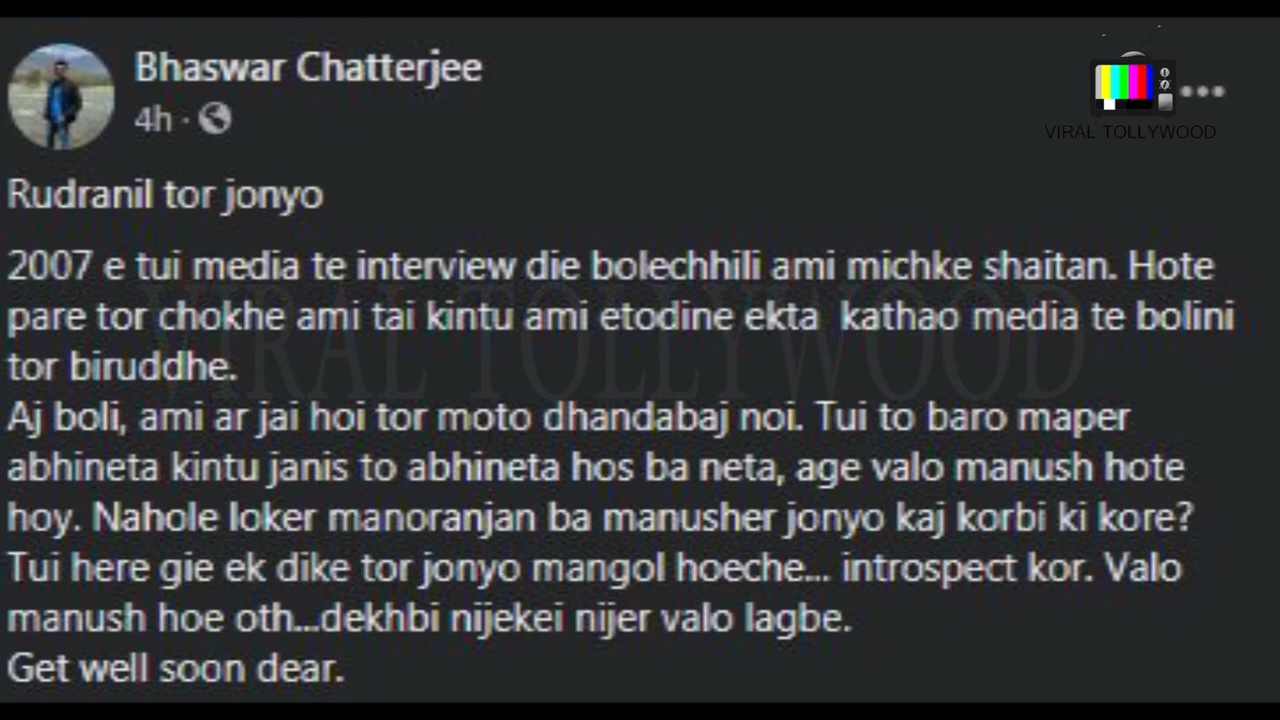 Bhaswar Chatterjee
4h ·
VIRAL TOLLYWOOD
Rudranil tor jonyo
2007 e tui media te interview die bolechhili ami michke shaitan. Hote
pare tor chokhe ami tai kintu ami etodine ekta kathao media te bolini
tor biruddhe.
VIRAL TOLLYWOOD
Aj boli, ami ar jai hoi tor moto dhandabaj noi. Tui to baro maper
abhineta kintu janis to abhineta hos ba neta, age valo manush hote
hoy. Nahole loker manoranjan ba manusher jonyo kaj korbi ki kore?
Tui here gie ek dike tor jonyo mangol hoeche... introspect kor. Valo
manush hoe oth...dekhbi nijekei nijer valo lagbe.
Get well soon dear.